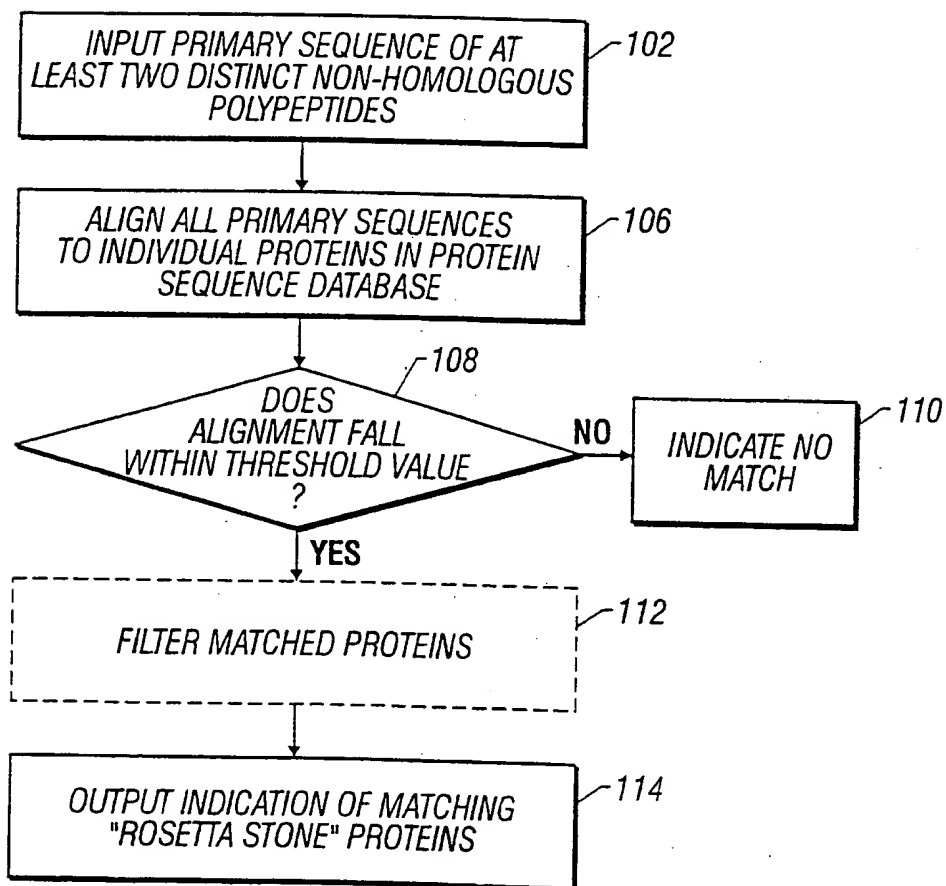 INPUT PRIMARY SEQUENCE OF AT
LEAST TWO DISTINCT NON-HOMOLOGOUS
POLYPEPTIDES
102
ALIGN ALL PRIMARY SEQUENCES
TO INDIVIDUAL PROTEINS IN PROTEIN
SEQUENCE DATABASE
106
108
DOES
ALIGNMENT FALL
WITHIN THRESHOLD VALUE
?
NO
110
INDICATE NO
MATCH
YES
112
FILTER MATCHED PROTEINS
114
OUTPUT INDICATION OF MATCHING
"ROSETTA STONE" PROTEINS